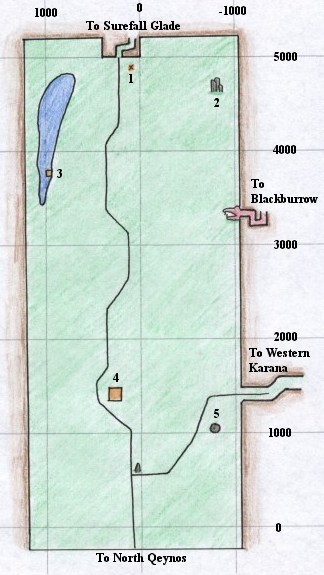 1000 0 -1000
To Surefall Glade
5000
1
2
4000
3
To
Blackburrow
3000
2000
To Western
Karana
4
1000
5
0
To North Qeynos